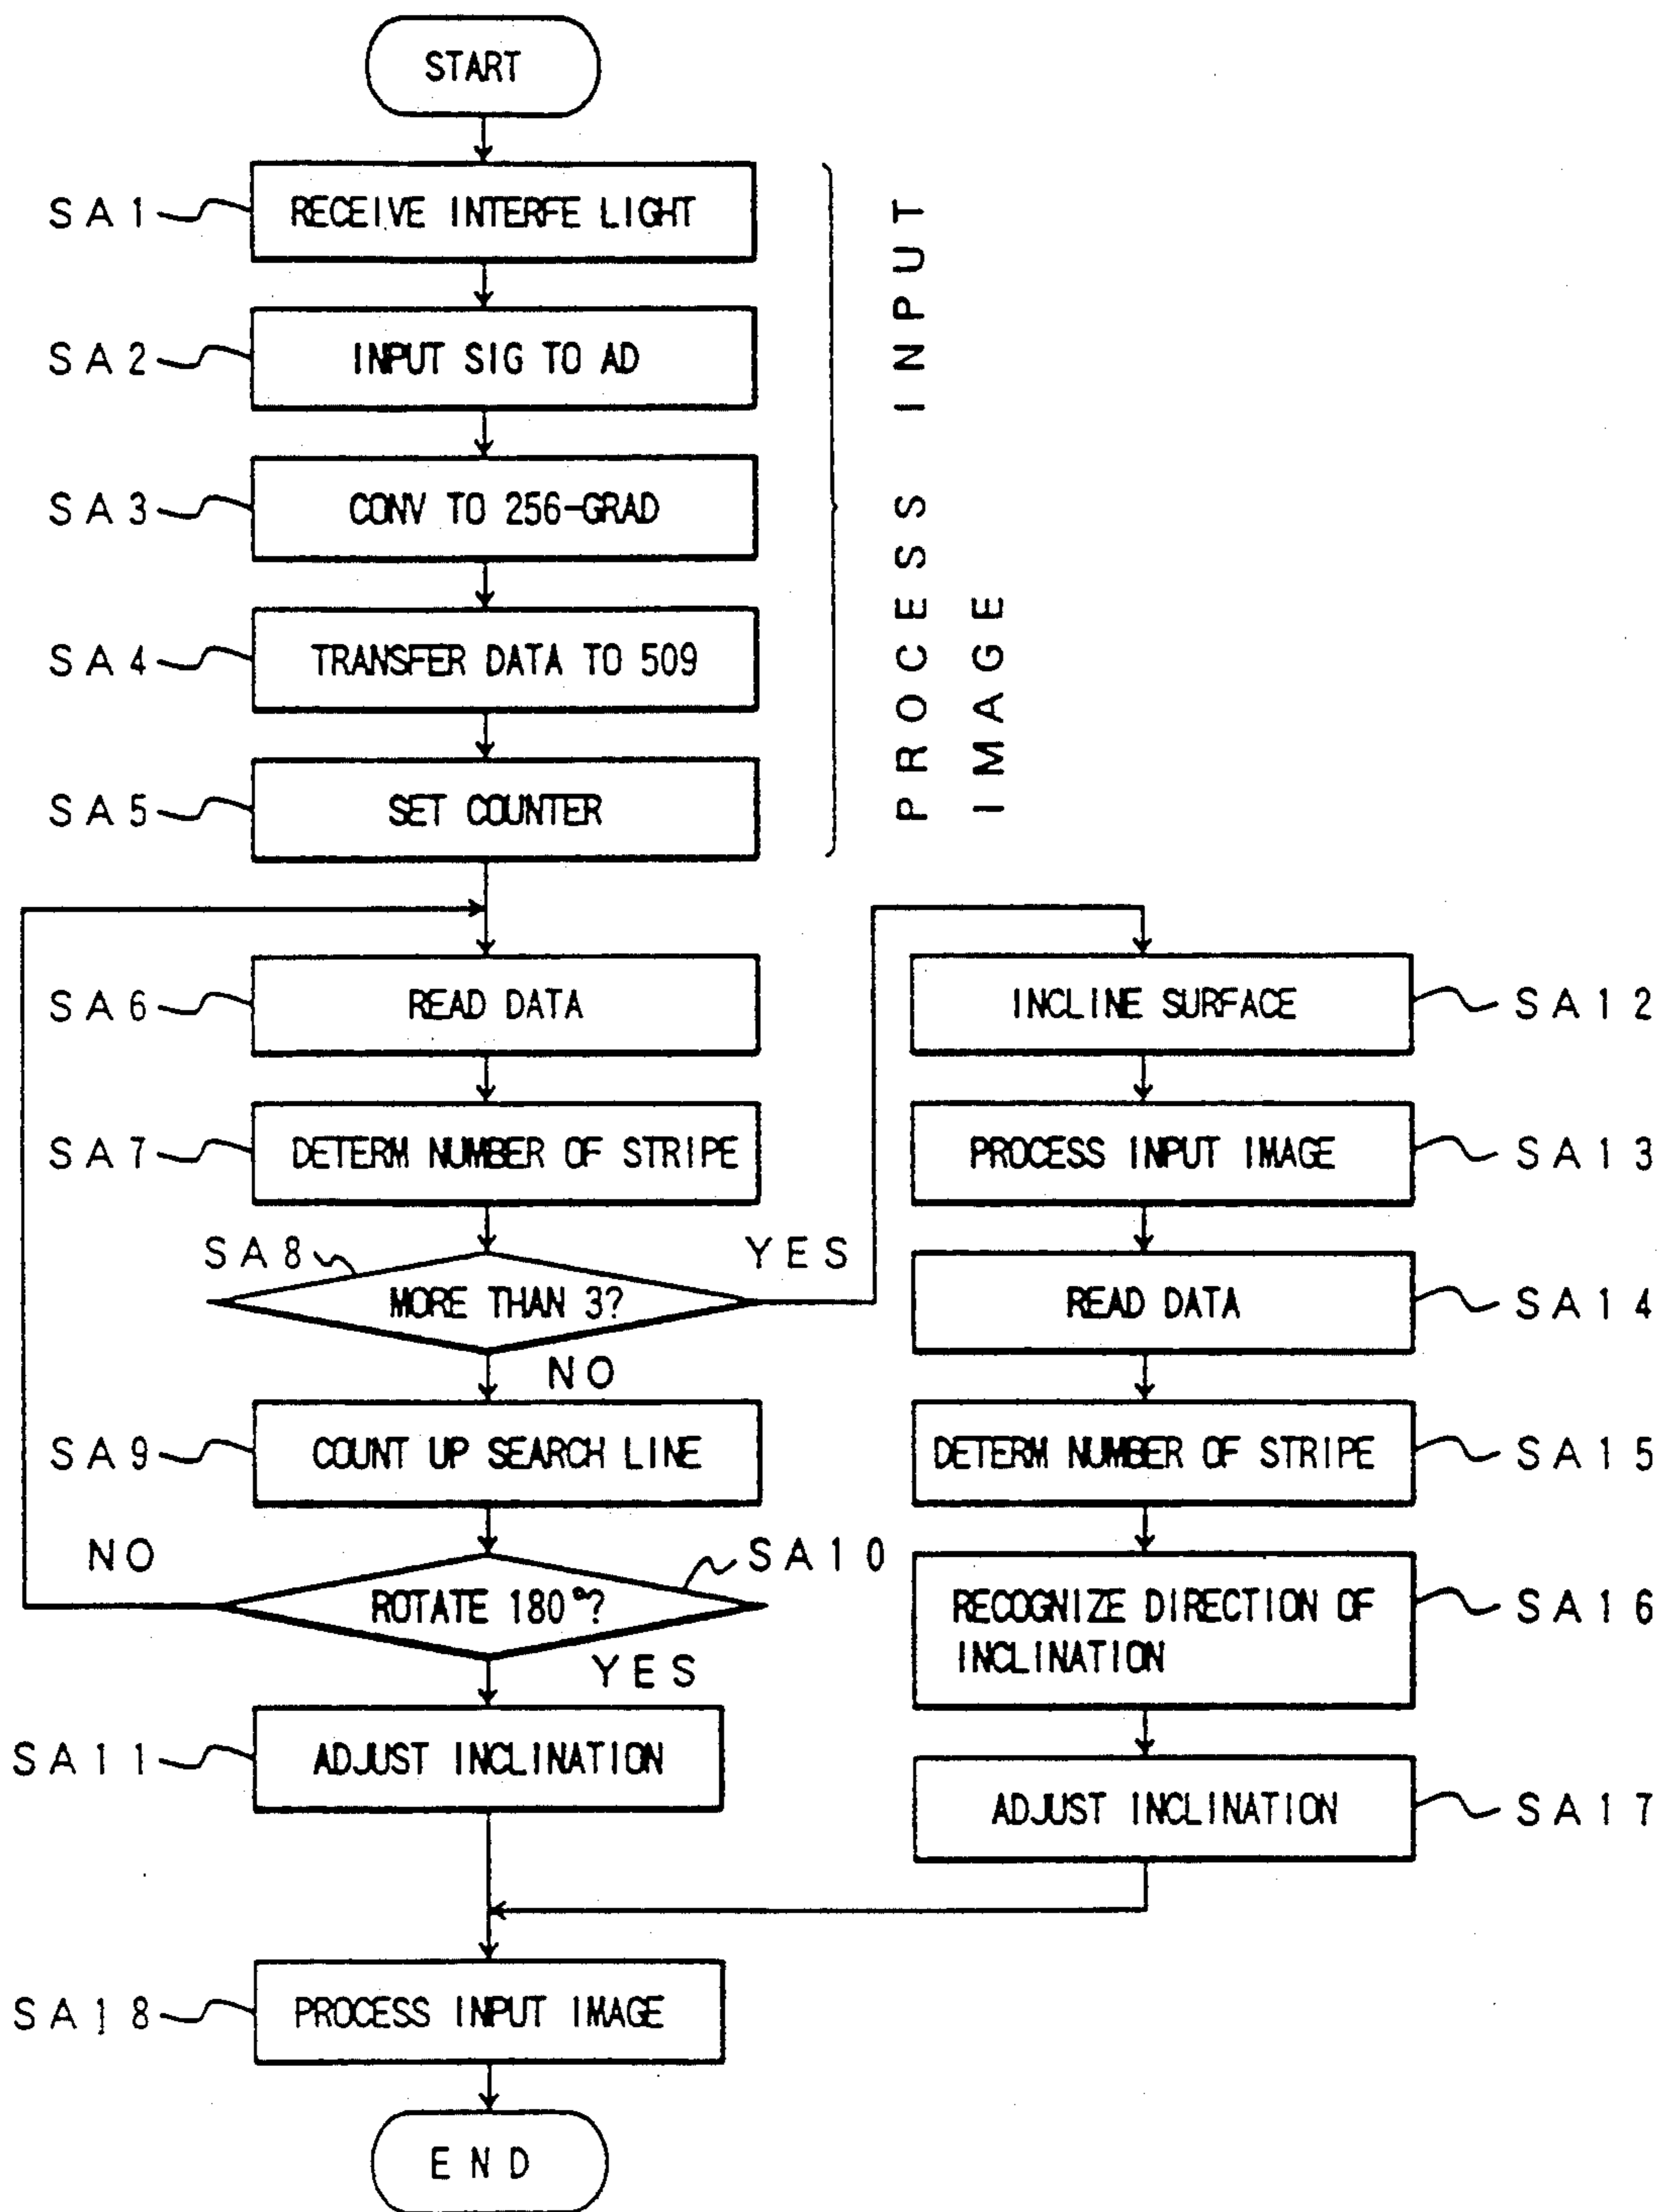 START
SA1
RECEIVE INTERFE LIGHT
SA2
INPUT SIG TO AD
SA3
CONV TO 256-GRAD
SA4
TRANSFER DATA TO 509
SA5
SET COUNTER
PROCESS INPUT
IMAGE
SA6
READ DATA
SA7
DETERM NUMBER OF STRIPE
SA8
MORE THAN 3?
YES
NO
SA9
COUNT UP SEARCH LINE
SA10
ROTATE 180°?
NO
YES
SA11
ADJUST INCLINATION
INCLINE SURFACE
SA12
PROCESS INPUT IMAGE
SA13
READ DATA
SA14
DETERM NUMBER OF STRIPE
SA15
RECOGNIZE DIRECTION OF
INCLINATION
SA16
ADJUST INCLINATION
SA17
SA18
PROCESS INPUT IMAGE
END